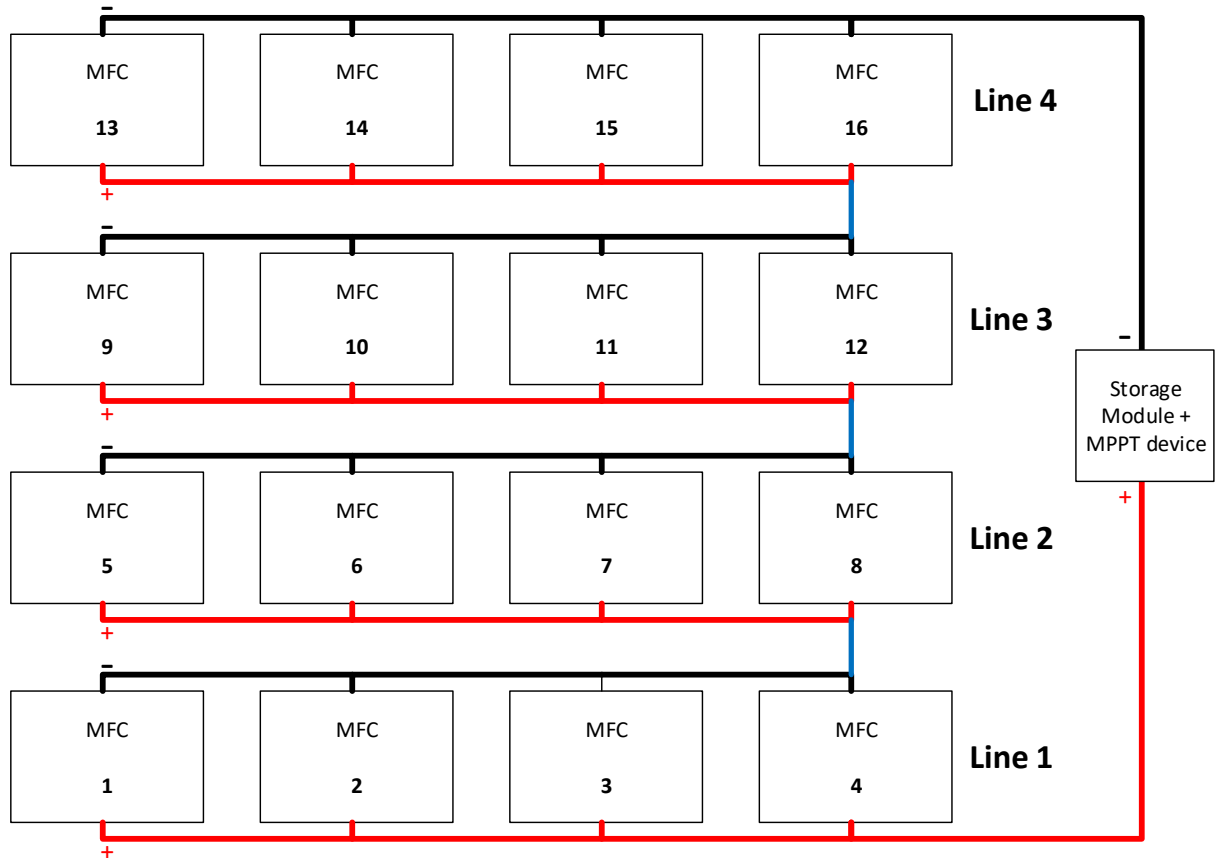 -
MFC MFC MFC MFC
13 14 15 16
Line 4
+
-
MFC MFC MFC MFC
9 10 11 12
Line 3
+
-
Storage
Module +
MPPT device
+
-
MFC MFC MFC MFC
5 6 7 8
Line 2
+
-
MFC MFC MFC MFC
1 2 3 4
Line 1
+